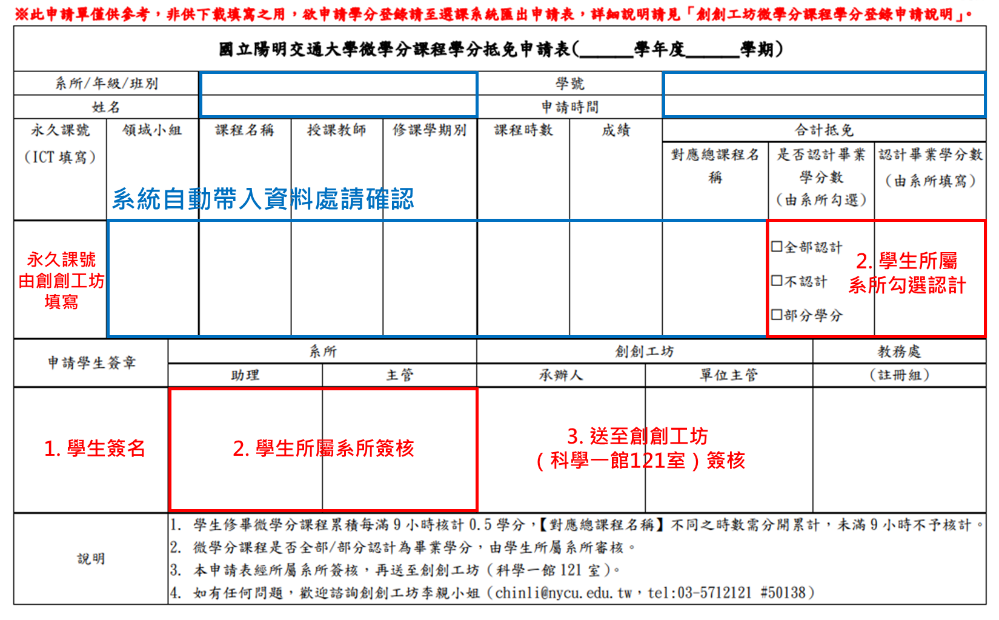 ※此申請單僅供參考，非供下載填寫之用，欲申請學分登錄請至選課系統匯出申請表，詳細說明請見「創創工坊微學分課程學分登錄申請說明」。
國立陽明交通大學微學分課程學分抵免申請表(______學年度______學期)
系所/年級/班別
學號
姓名
申請時間
永久課號
（ICT 填寫）
領域小組
課程名稱
授課教師
修課學期別
課程時數
成績
合計抵免
對應總課程名
稱
是否認計畢業
學分數
（由系所勾選）
認計畢業學分數
（由系所填寫）
系統自動帶入資料處請確認
永久課號
由創創工坊
填寫
☐全部認計
☐不認計
☐部分學分
2. 學生所屬
系所勾選認計
申請學生簽章
系所
創創工坊
教務處
助理
主管
承辦人
單位主管
（註冊組）
1. 學生簽名
2. 學生所屬系所簽核
3. 送至創創工坊
（科學一館121室）簽核
說明
1. 學生修畢微學分課程累積每滿 9 小時核計 0.5 學分，【對應總課程名稱】不同之時數需分開累計，未滿 9 小時不予核計。
2. 微學分課程是否全部/部分認計為畢業學分，由學生所屬系所審核。
3. 本申請表經所屬系所簽核，再送至創創工坊（科學一館 121 室）。
4. 如有任何問題，歡迎諮詢創創工坊李親小姐（chinli@nycu.edu.tw，tel:03-5712121 #50138）